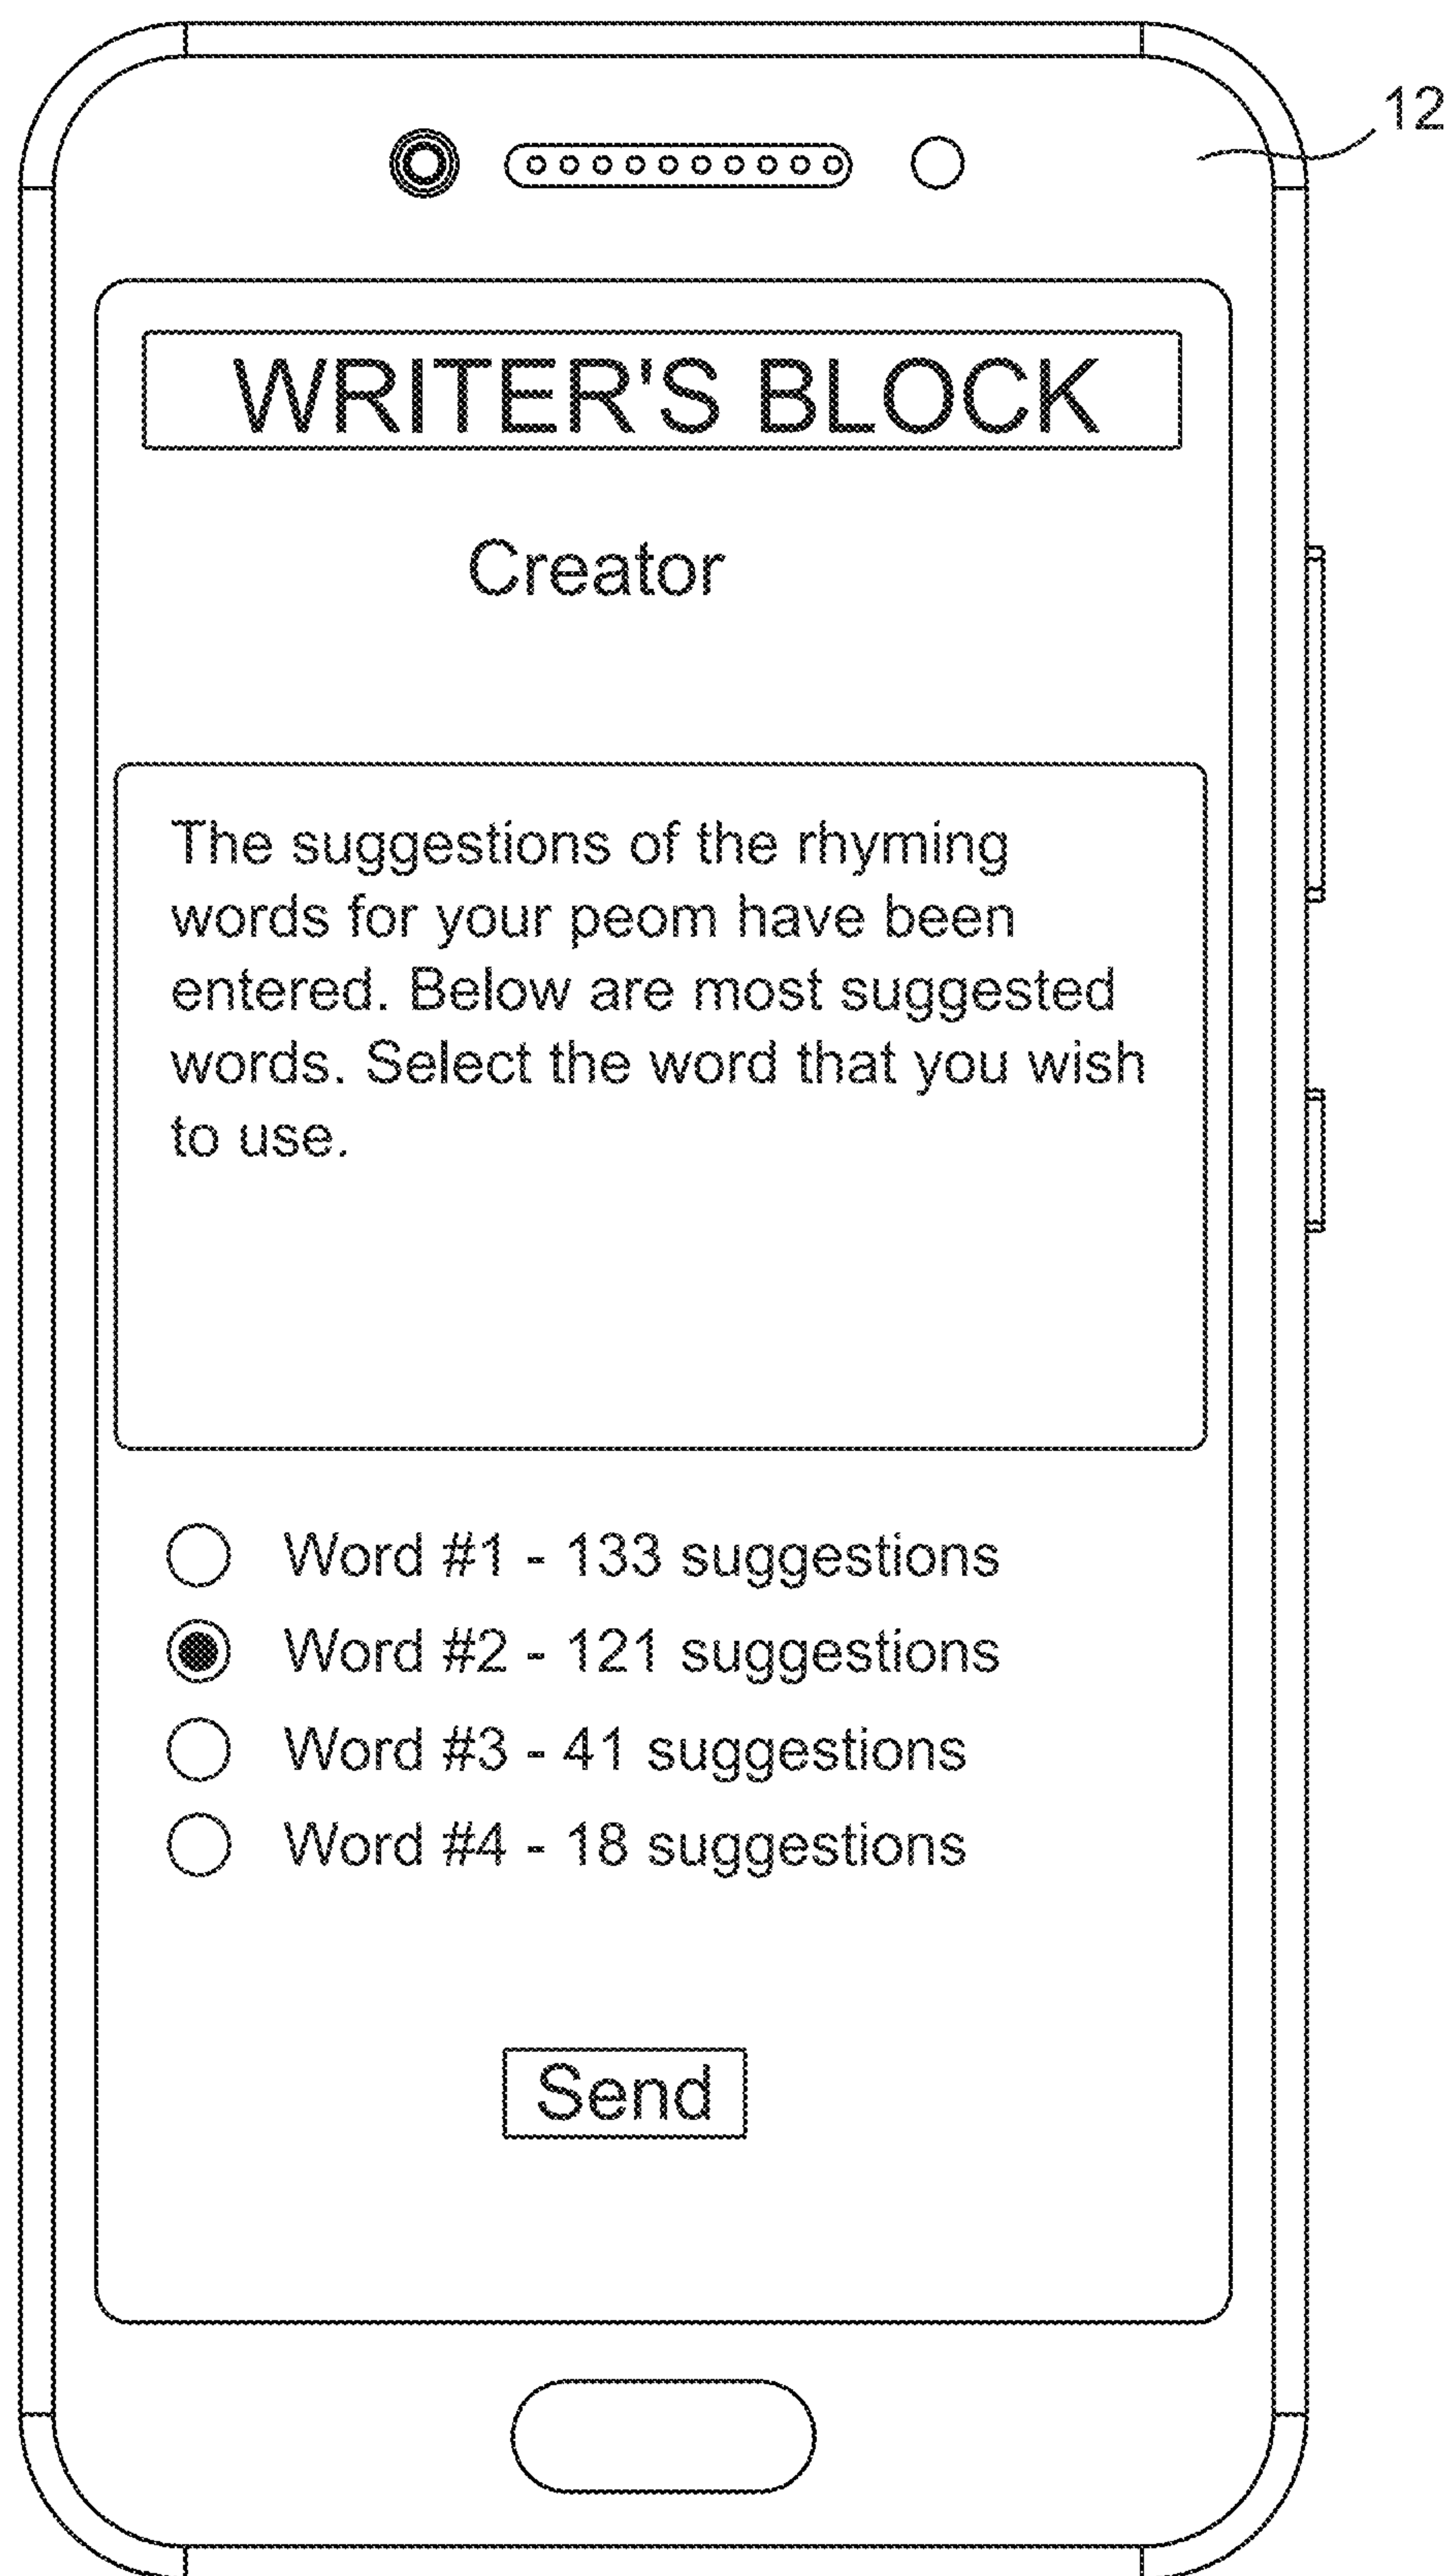 12
WRITER'S BLOCK
Creator
The suggestions of the rhyming
words for your peom have been
entered. Below are most suggested
words. Select the word that you wish
to use.
Word #1 - 133 suggestions
Word #2 - 121 suggestions
Word #3 - 41 suggestions
Word #4 - 18 suggestions
Send